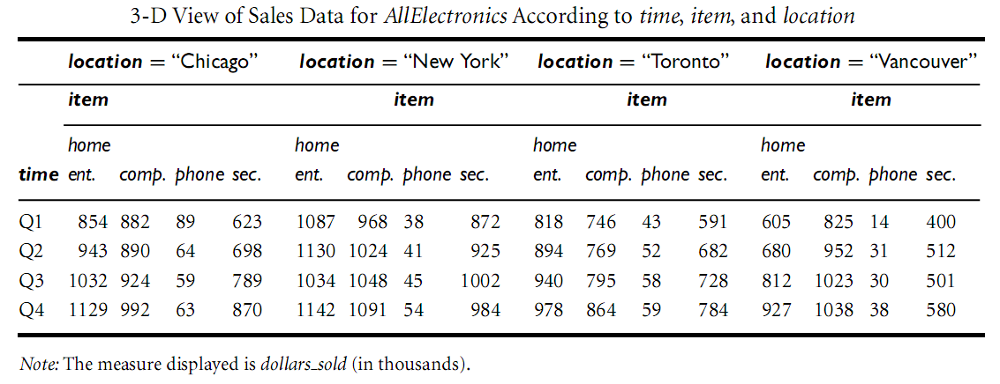 3-D View of Sales Data for AllElectronics According to time, item, and location
location = “Chicago” location = “New York” location = “Toronto” location = “Vancouver”
item item item item
home home home home
time ent. comp. phone sec. ent. comp. phone sec. ent. comp. phone sec. ent. comp. phone sec.
Q1 854 882 89 623 1087 968 38 872 818 746 43 591 605 825 14 400
Q2 943 890 64 698 1130 1024 41 925 894 769 52 682 680 952 31 512
Q3 1032 924 59 789 1034 1048 45 1002 940 795 58 728 812 1023 30 501
Q4 1129 992 63 870 1142 1091 54 984 978 864 59 784 927 1038 38 580
Note: The measure displayed is dollars_sold (in thousands).